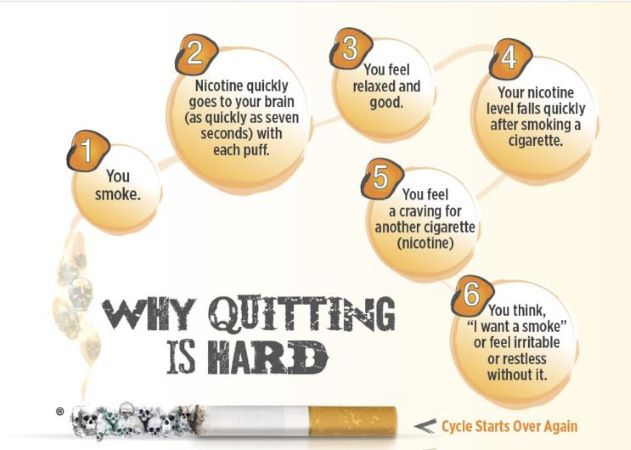 1
You
smoke.
2
Nicotine quickly
goes to your brain
(as quickly as seven
seconds) with
each puff.
3
You feel
relaxed and
good.
4
Your nicotine
level falls quickly
after smoking a
cigarette.
5
You feel
a craving for
another cigarette
(nicotine)
6
You think,
"I want a smoke"
or feel irritable
or restless
without it.
WHY QUITTING
IS HARD
®
< Cycle Starts Over Again